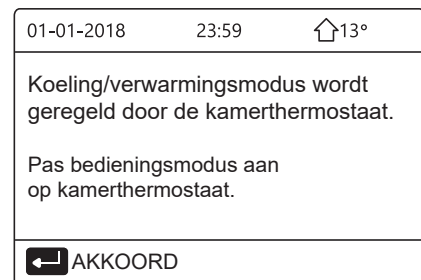 01-01-2018 23:59 13°
Koeling/verwarmingsmodus wordt
geregeld door de kamerthermostaat.
Pas bedieningsmodus aan
op kamerthermostaat.
AKKOORD